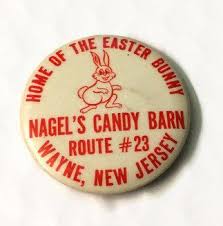 HOME OF THE EASTER BUNNY
NAGEL'S CANDY BARN
ROUTE #23
WAYNE, NEW JERSEY